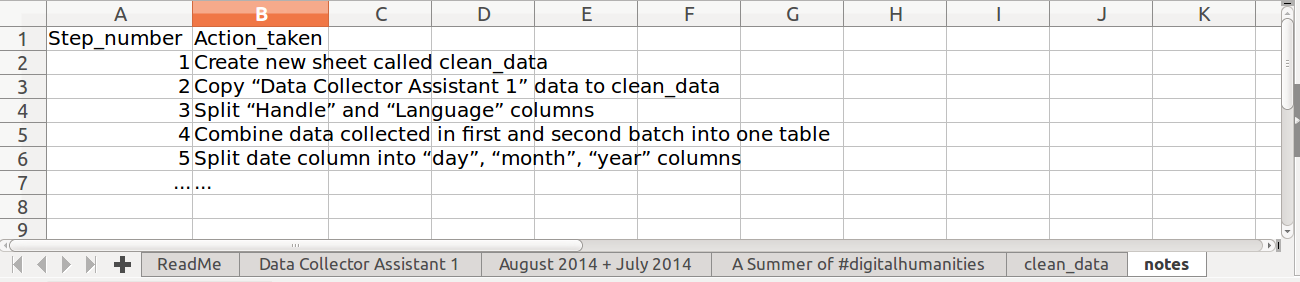 A B C D E F G H I J K
1 Step_number Action_taken
2 1 Create new sheet called clean_data
3 2 Copy “Data Collector Assistant 1” data to clean_data
4 3 Split “Handle” and “Language” columns
5 4 Combine data collected in first and second batch into one table
6 5 Split date column into “day”, “month”, “year” columns
7 ... ...
8
9
ReadMe Data Collector Assistant 1 August 2014 + July 2014 A Summer of #digitalhumanities clean_data notes